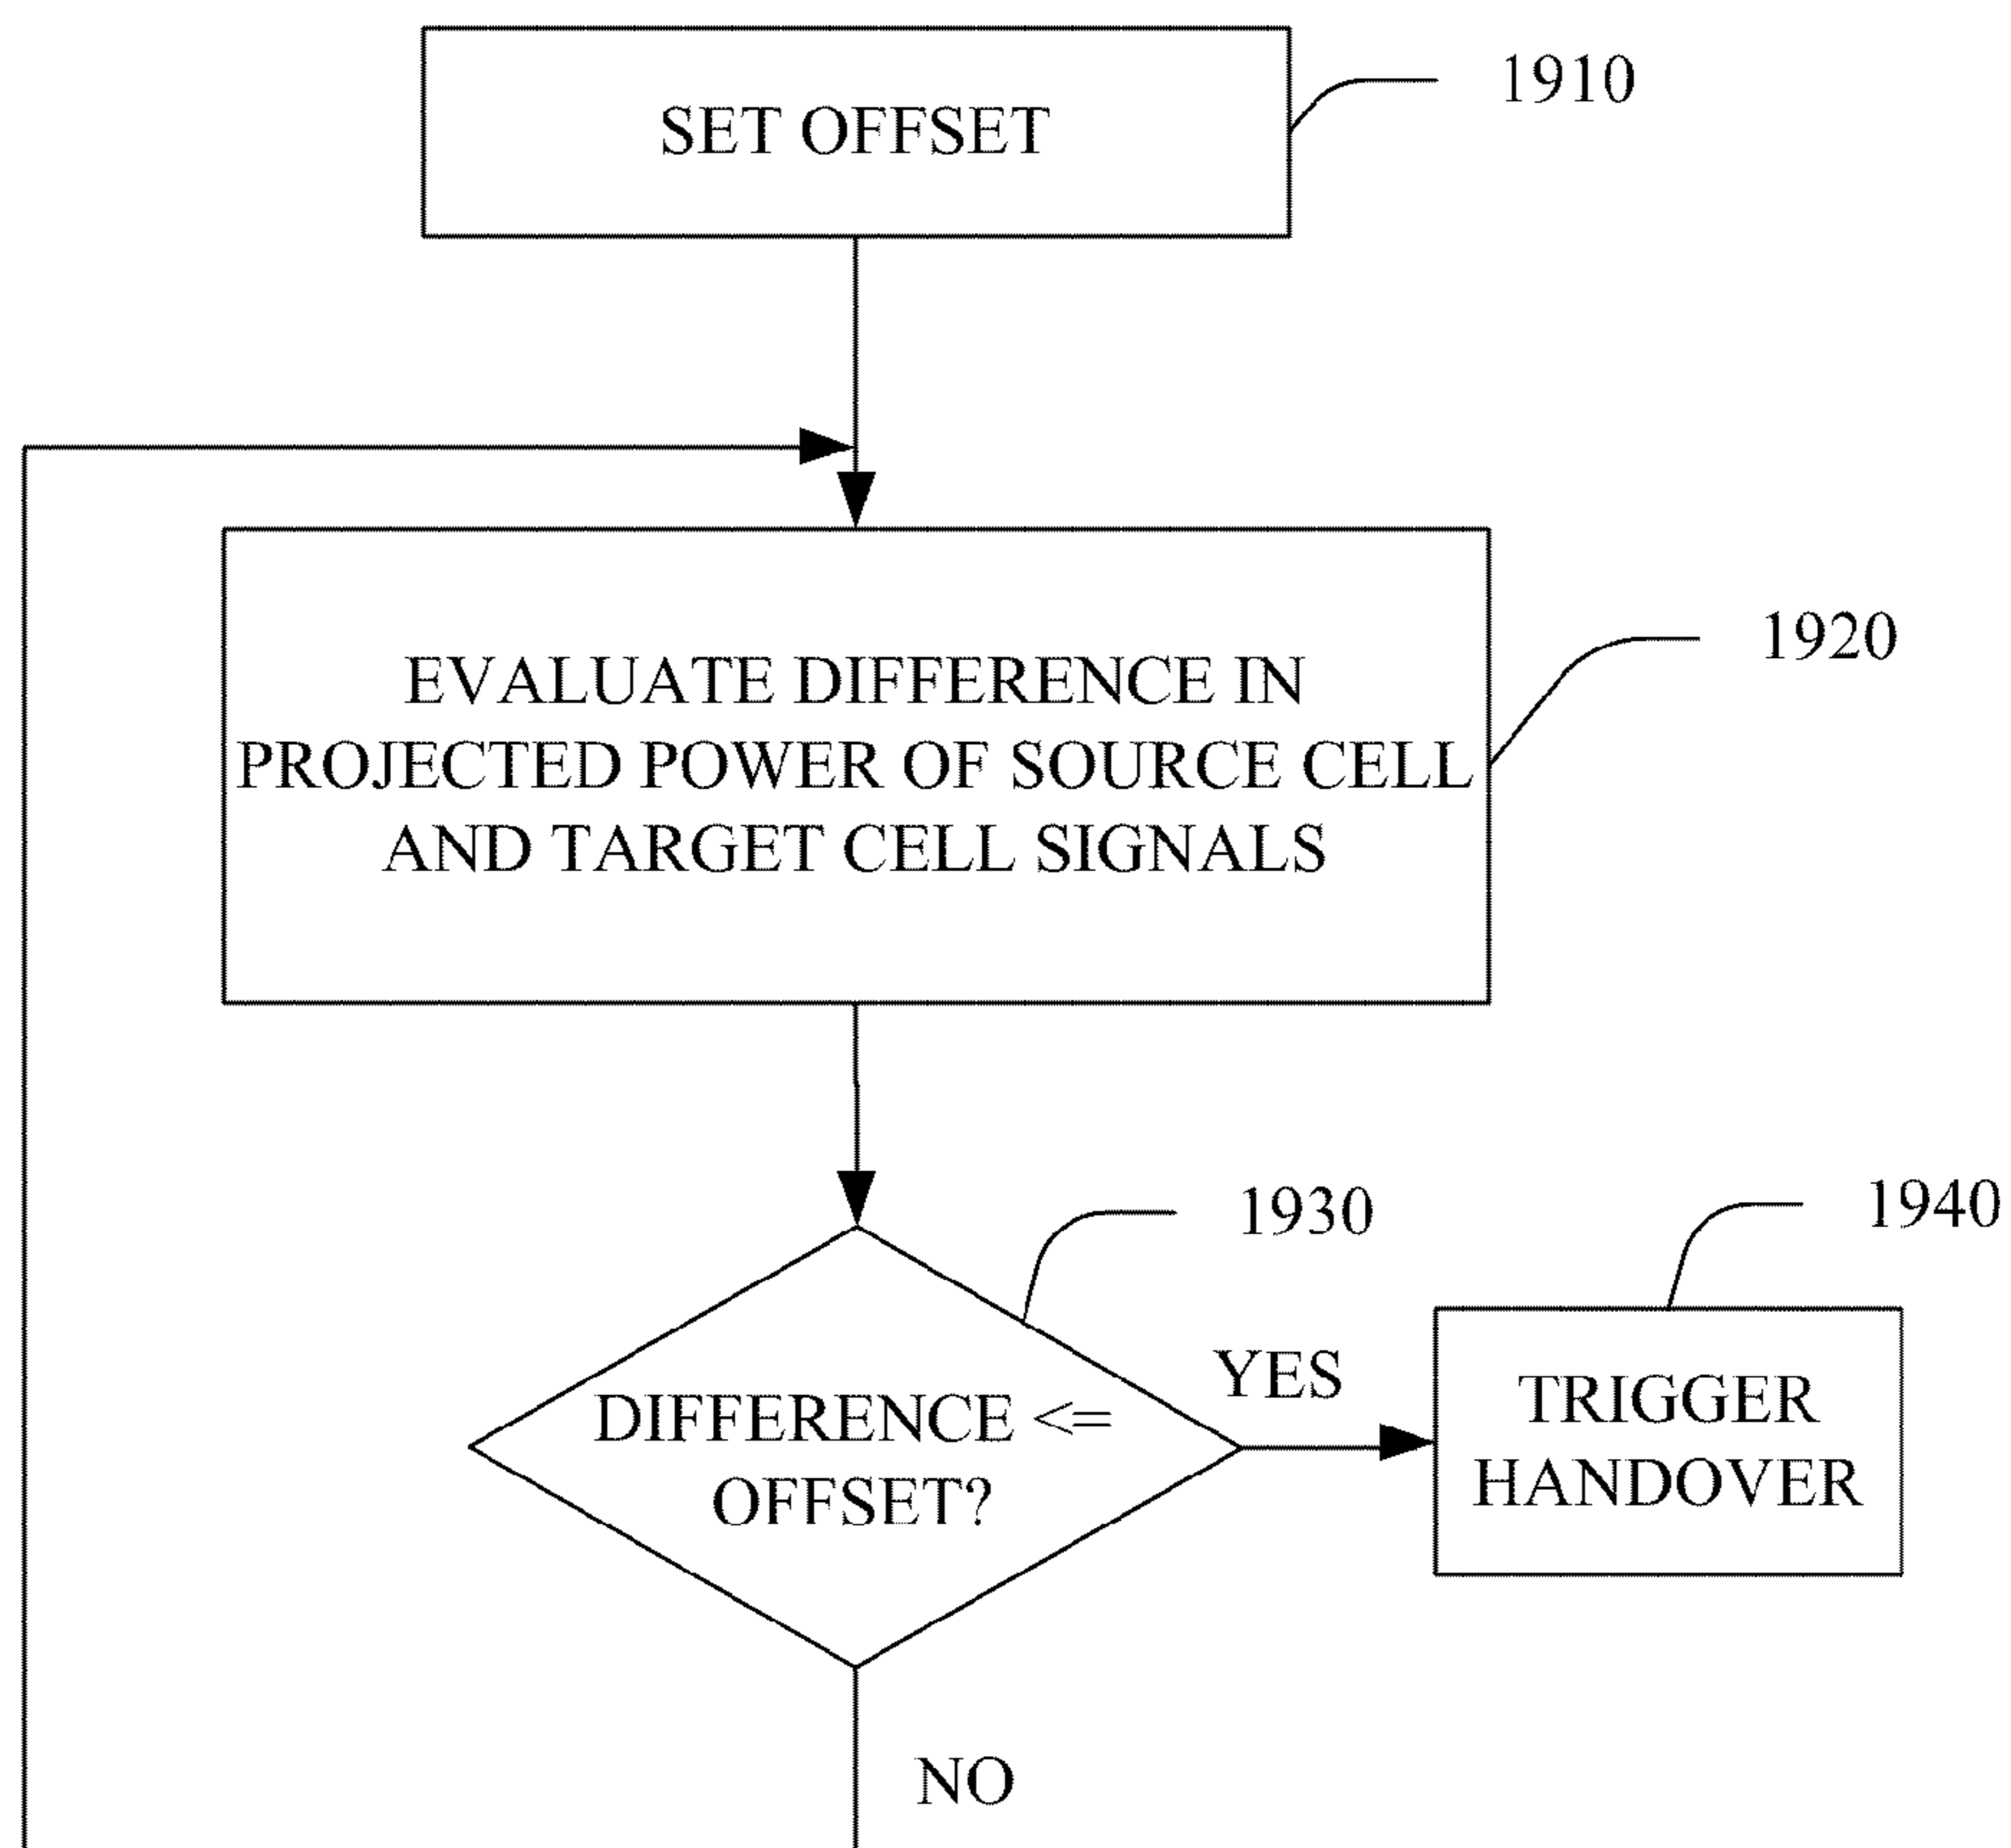 SET OFFSET
1910
EVALUATE DIFFERENCE IN
PROJECTED POWER OF SOURCE CELL
AND TARGET CELL SIGNALS
1920
DIFFERENCE <=
OFFSET?
1930
YES
TRIGGER
HANDOVER
1940
NO